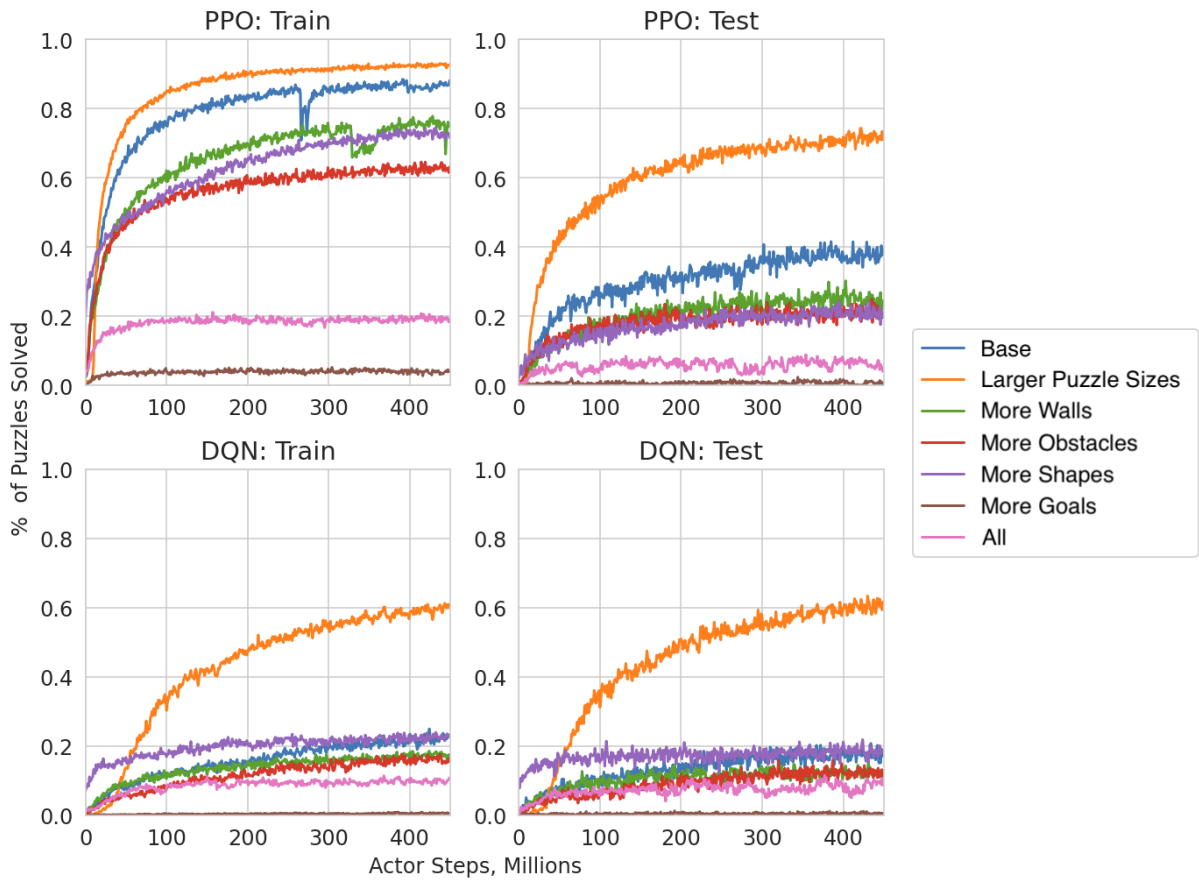 PPO: Train
PPO: Test
1.0
0.8
0.6
0.4
0.2
0.0
0 100 200 300 400
1.0
0.8
0.6
0.4
0.2
0.0
0 100 200 300 400
DQN: Train
DQN: Test
1.0
0.8
0.6
0.4
0.2
0.0
0 100 200 300 400
1.0
0.8
0.6
0.4
0.2
0.0
0 100 200 300 400
% of Puzzles Solved
Actor Steps, Millions
Base
Larger Puzzle Sizes
More Walls
More Obstacles
More Shapes
More Goals
All